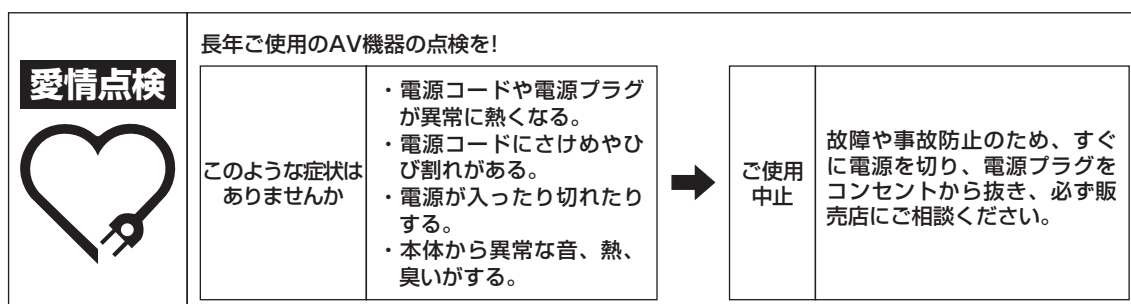 愛情点検
長年ご使用のAV機器の点検を!
このような症状は
ありませんか
・電源コードや電源プラグ
が異常に熱くなる。
・電源コードにさけめやひ
び割れがある。
・電源が入ったり切れたり
する。
・本体から異常な音、熱、
臭いがする。
ご使用
中止
故障や事故防止のため、すぐ
に電源を切り、電源プラグを
コンセントから抜き、必ず販
売店にご相談ください。